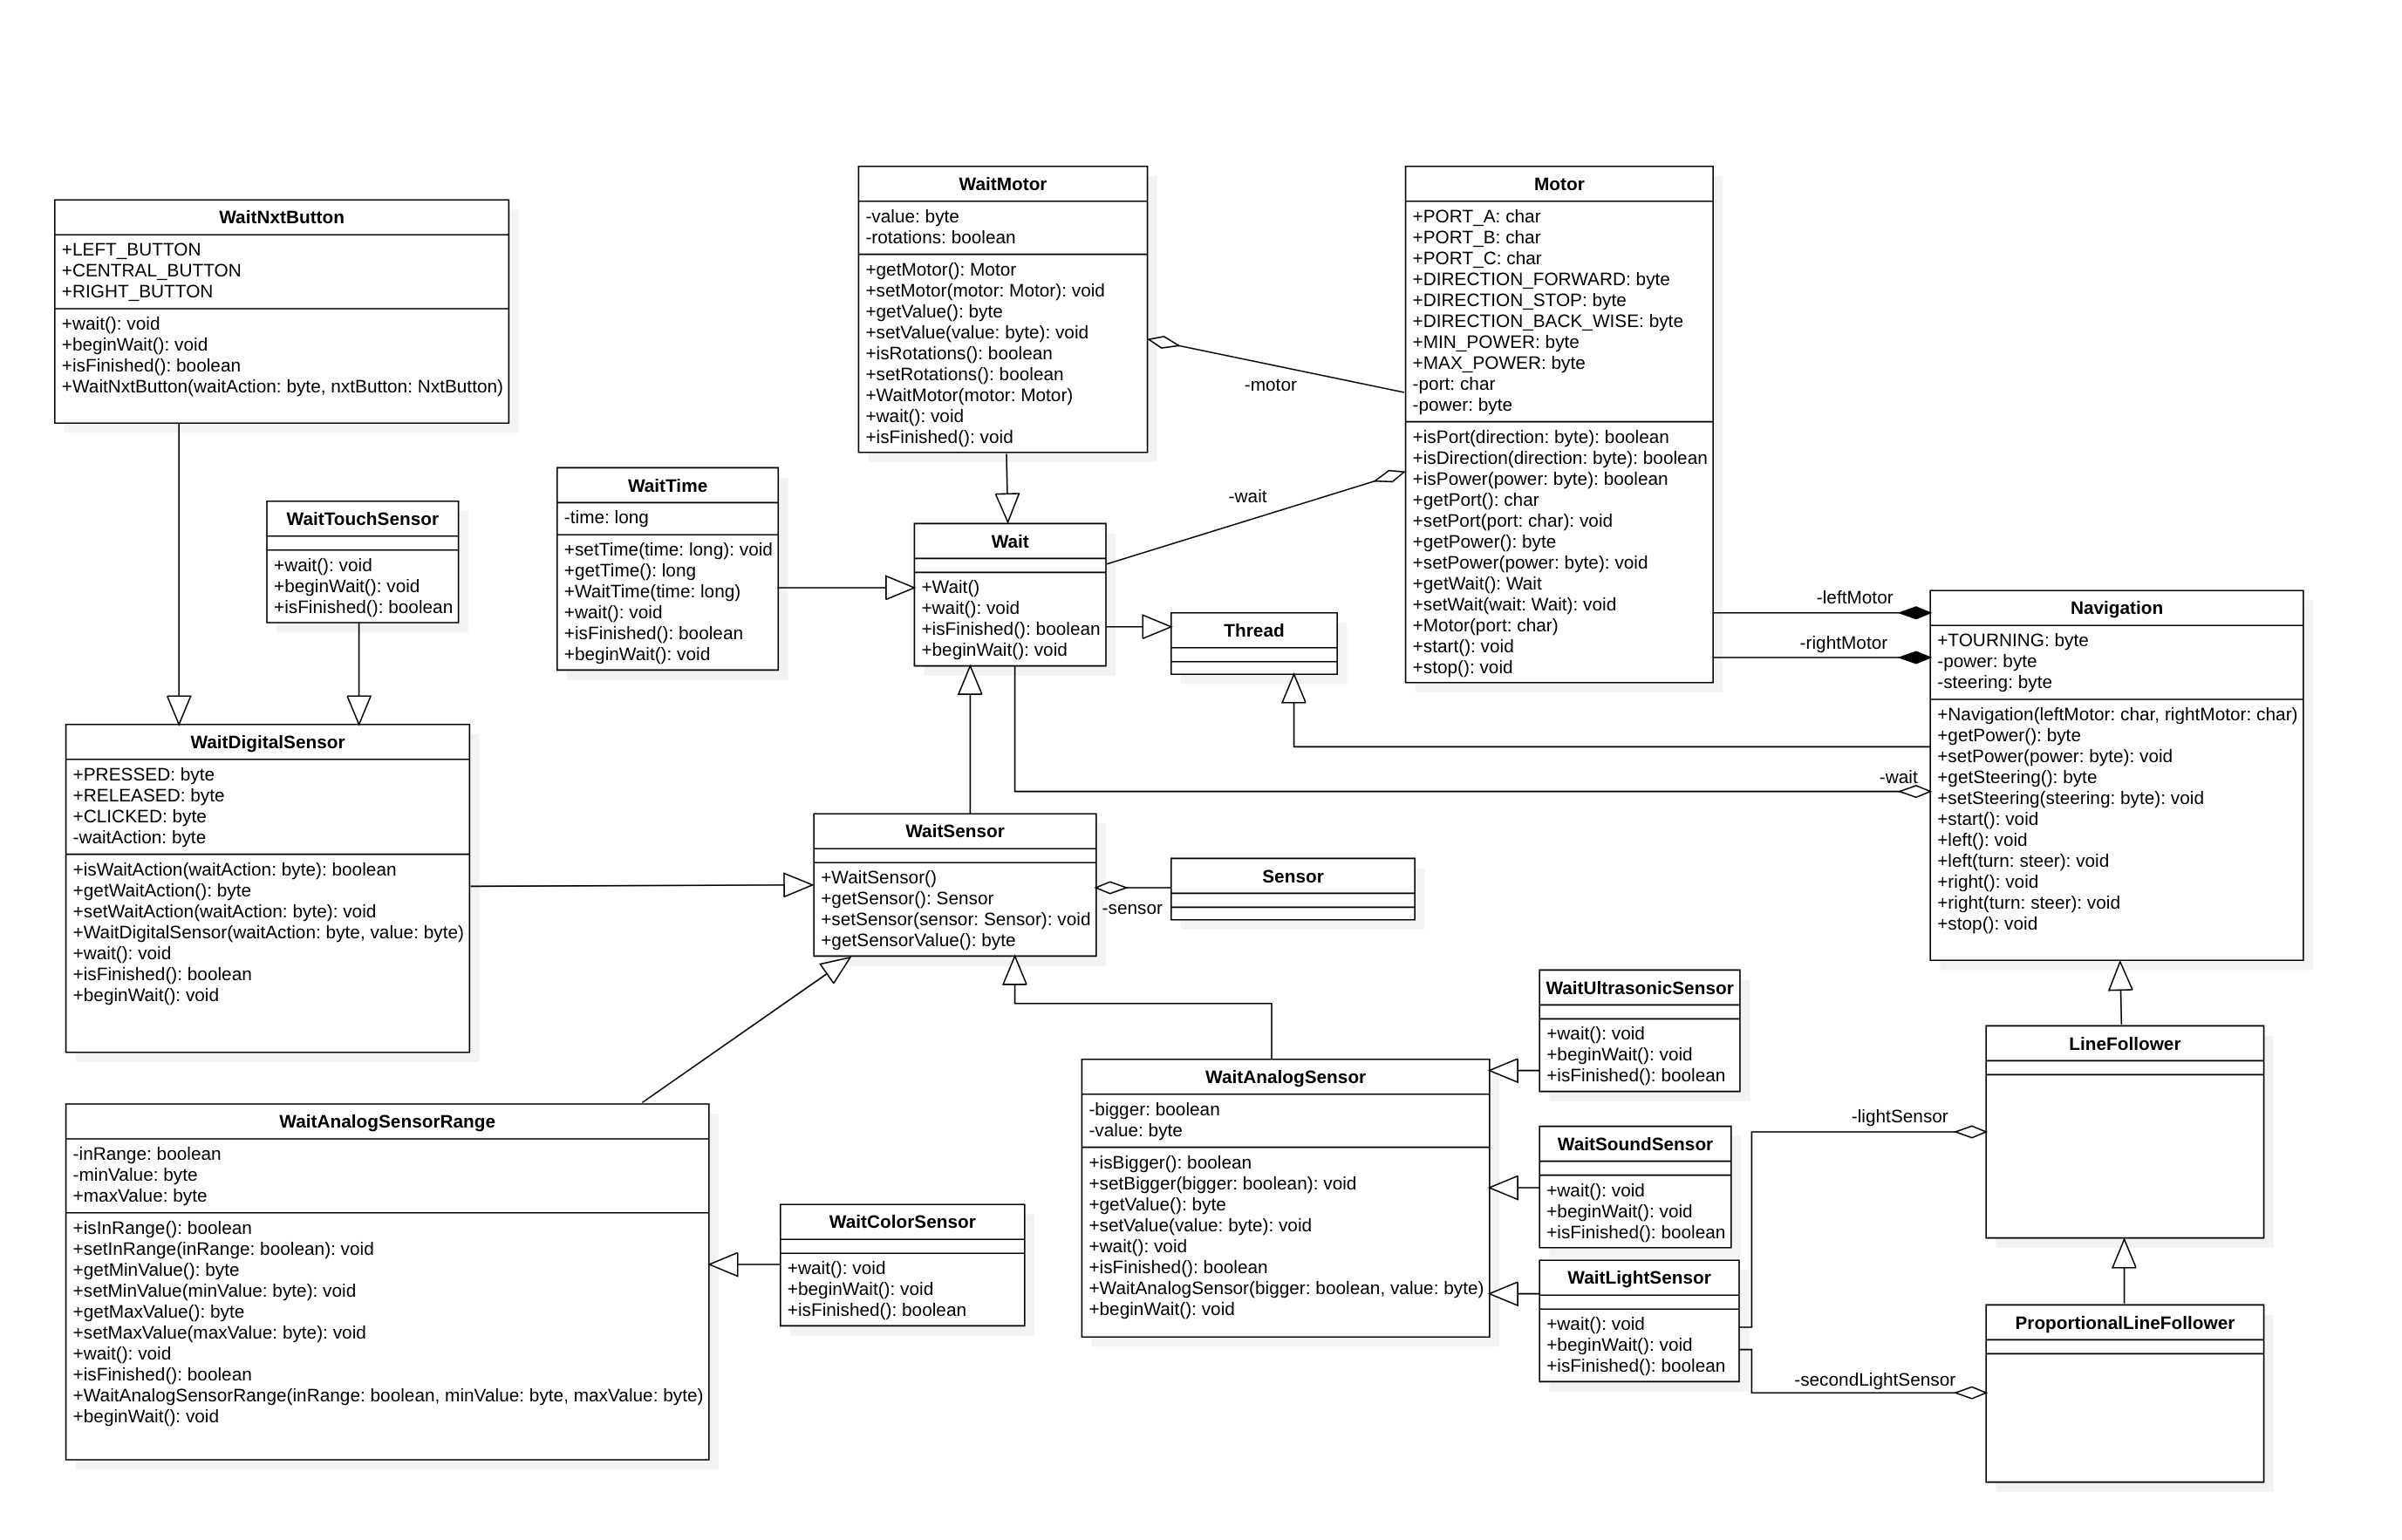 WaitNxtButton
+LEFT_BUTTON
+CENTRAL_BUTTON
+RIGHT_BUTTON
+wait(): void
+beginWait(): void
+isFinished(): boolean
+WaitNxtButton(waitAction: byte, nxtButton: NxtButton)
WaitMotor
-value: byte
-rotations: boolean
+getMotor(): Motor
+setMotor(motor: Motor): void
+getValue(): byte
+setValue(value: byte): void
+isRotations(): boolean
+setRotations(): boolean
+WaitMotor(motor: Motor)
+wait(): void
+isFinished(): void
-motor
-wait
Motor
+PORT_A: char
+PORT_B: char
+PORT_C: char
+DIRECTION_FORWARD: byte
+DIRECTION_STOP: byte
+DIRECTION_BACK_WISE: byte
+MIN_POWER: byte
+MAX_POWER: byte
-port: char
-power: byte
+isPort(direction: byte): boolean
+isDirection(direction: byte): boolean
+isPower(power: byte): boolean
+getPort(): char
+setPort(port: char): void
+getPower(): byte
+setPower(power: byte): void
+getWait(): Wait
+setWait(wait: Wait): void
+Motor(port: char)
+start(): void
+stop(): void
WaitTouchSensor
+wait(): void
+beginWait(): void
+isFinished(): boolean
WaitTime
-time: long
+setTime(time: long): void
+getTime(): long
+WaitTime(time: long)
+wait(): void
+isFinished(): boolean
+beginWait(): void
Wait
+Wait()
+wait(): void
+isFinished(): boolean
+beginWait(): void
Thread
-leftMotor
-rightMotor
-wait
Navigation
+TOURNING: byte
-power: byte
-steering: byte
+Navigation(leftMotor: char, rightMotor: char)
+getPower(): byte
+setPower(power: byte): void
+getSteering(): byte
+setSteering(steering: byte): void
+start(): void
+left(): void
+left(turn: steer): void
+right(): void
+right(turn: steer): void
+stop(): void
WaitDigitalSensor
+PRESSED: byte
+RELEASED: byte
+CLICKED: byte
-waitAction: byte
+isWaitAction(waitAction: byte): boolean
+getWaitAction(): byte
+setWaitAction(waitAction: byte): void
+WaitDigitalSensor(waitAction: byte, value: byte)
+wait(): void
+isFinished(): boolean
+beginWait(): void
WaitSensor
+WaitSensor()
+getSensor(): Sensor
+setSensor(sensor: Sensor): void
+getSensorValue(): byte
-sensor
Sensor
WaitAnalogSensorRange
-inRange: boolean
-minValue: byte
+maxValue: byte
+isInRange(): boolean
+setInRange(inRange: boolean): void
+getMinValue(): byte
+setMinValue(minValue: byte): void
+getMaxValue(): byte
+setMaxValue(maxValue: byte): void
+wait(): void
+isFinished(): boolean
+WaitAnalogSensorRange(inRange: boolean, minValue: byte, maxValue: byte)
+beginWait(): void
WaitColorSensor
+wait(): void
+beginWait(): void
+isFinished(): boolean
WaitAnalogSensor
-bigger: boolean
-value: byte
+isBigger(): boolean
+setBigger(bigger: boolean): void
+getValue(): byte
+setValue(value: byte): void
+wait(): void
+isFinished(): boolean
+WaitAnalogSensor(bigger: boolean, value: byte)
+beginWait(): void
WaitUltrasonicSensor
+wait(): void
+beginWait(): void
+isFinished(): boolean
WaitSoundSensor
+wait(): void
+beginWait(): void
+isFinished(): boolean
WaitLightSensor
+wait(): void
+beginWait(): void
+isFinished(): boolean
-lightSensor
-secondLightSensor
LineFollower
ProportionalLineFollower